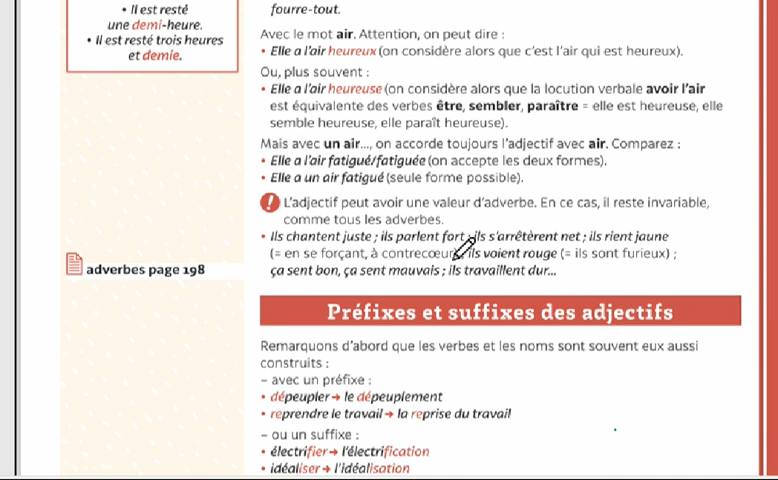 • Il est resté
une demi-heure.
• Il est resté trois heures
et demie.
adverbes page 198
fourre-tout.
Avec le mot air. Attention, on peut dire :
• Elle a l'air heureux (on considère alors que c'est l'air qui est heureux).
Ou, plus souvent :
• Elle a l'air heureuse (on considère alors que la locution verbale avoir l'air
est équivalente des verbes être, sembler, paraître = elle est heureuse, elle
semble heureuse, elle paraît heureuse).
Mais avec un air..., on accorde toujours l'adjectif avec air. Comparez :
• Elle a l'air fatigué/fatiguée (on accepte les deux formes).
• Elle a un air fatigué (seule forme possible).
! L'adjectif peut avoir une valeur d'adverbe. En ce cas, il reste invariable,
comme tous les adverbes.
• Ils chantent juste ; ils parlent fort ; ils s'arrêtèrent net ; ils rient jaune
(= en se forçant, à contrecœur) ; ils voient rouge (= ils sont furieux) ;
ça sent bon, ça sent mauvais ; ils travaillent dur...
Préfixes et suffixes des adjectifs
Remarquons d'abord que les verbes et les noms sont souvent eux aussi
construits :
– avec un préfixe :
• dépeupler → le dépeuplement
• reprendre le travail → la reprise du travail
– ou un suffixe :
• électrifier → l'électrification
• idéaliser → l'idéalisation